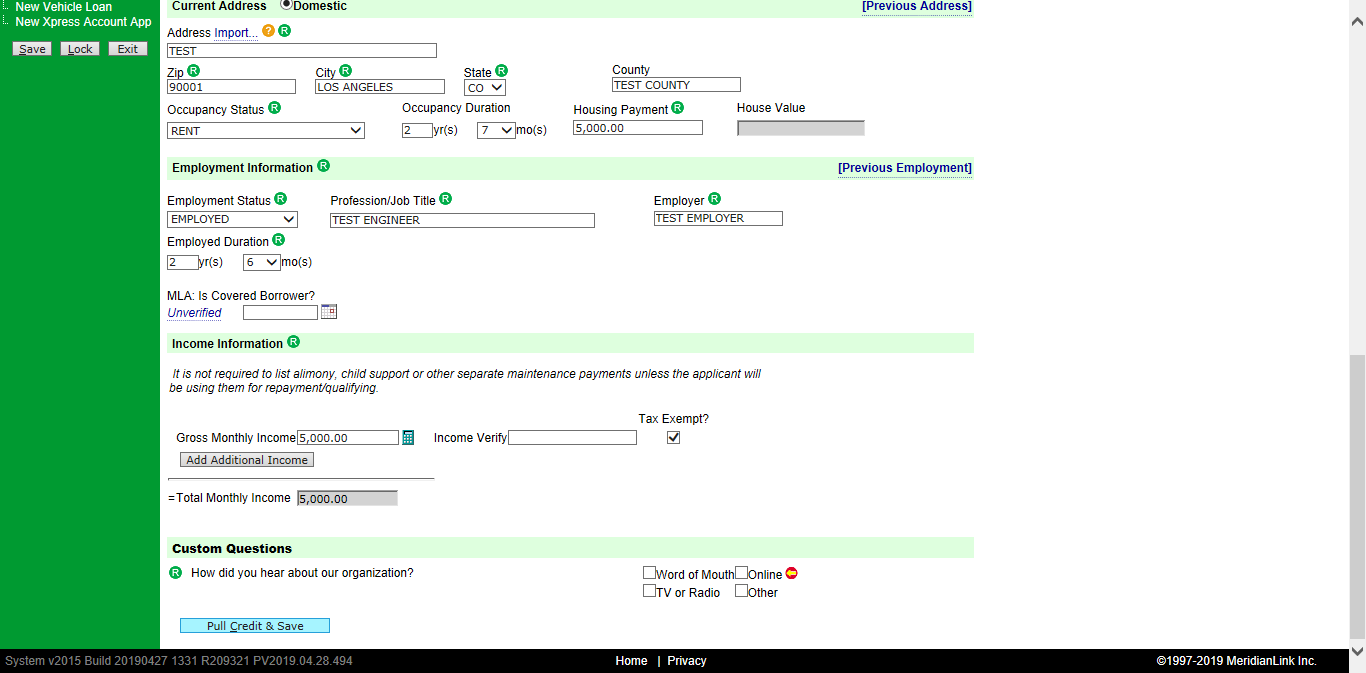 New Vehicle Loan
New Xpress Account App
Save Lock Exit
Current Address Domestic [Previous Address]
Address Import... ? R
TEST
Zip R City R State R County
90001 LOS ANGELES CO TEST COUNTY
Occupancy Status R Occupancy Duration Housing Payment R House Value
RENT 2 yr(s) 7 mo(s) 5,000.00
Employment Information R [Previous Employment]
Employment Status R Profession/Job Title R Employer R
EMPLOYED TEST ENGINEER TEST EMPLOYER
Employed Duration R
2 yr(s) 6 mo(s)
MLA: Is Covered Borrower?
Unverified
Income Information R
It is not required to list alimony, child support or other separate maintenance payments unless the applicant will
be using them for repayment/qualifying.
Tax Exempt?
Gross Monthly Income 5,000.00 Income Verify
Add Additional Income
=Total Monthly Income 5,000.00
Custom Questions
R How did you hear about our organization? Word of Mouth Online
TV or Radio Other
Pull Credit & Save
System v2015 Build 20190427 1331 R209321 PV2019.04.28.494 Home | Privacy ©1997-2019 MeridianLink Inc.